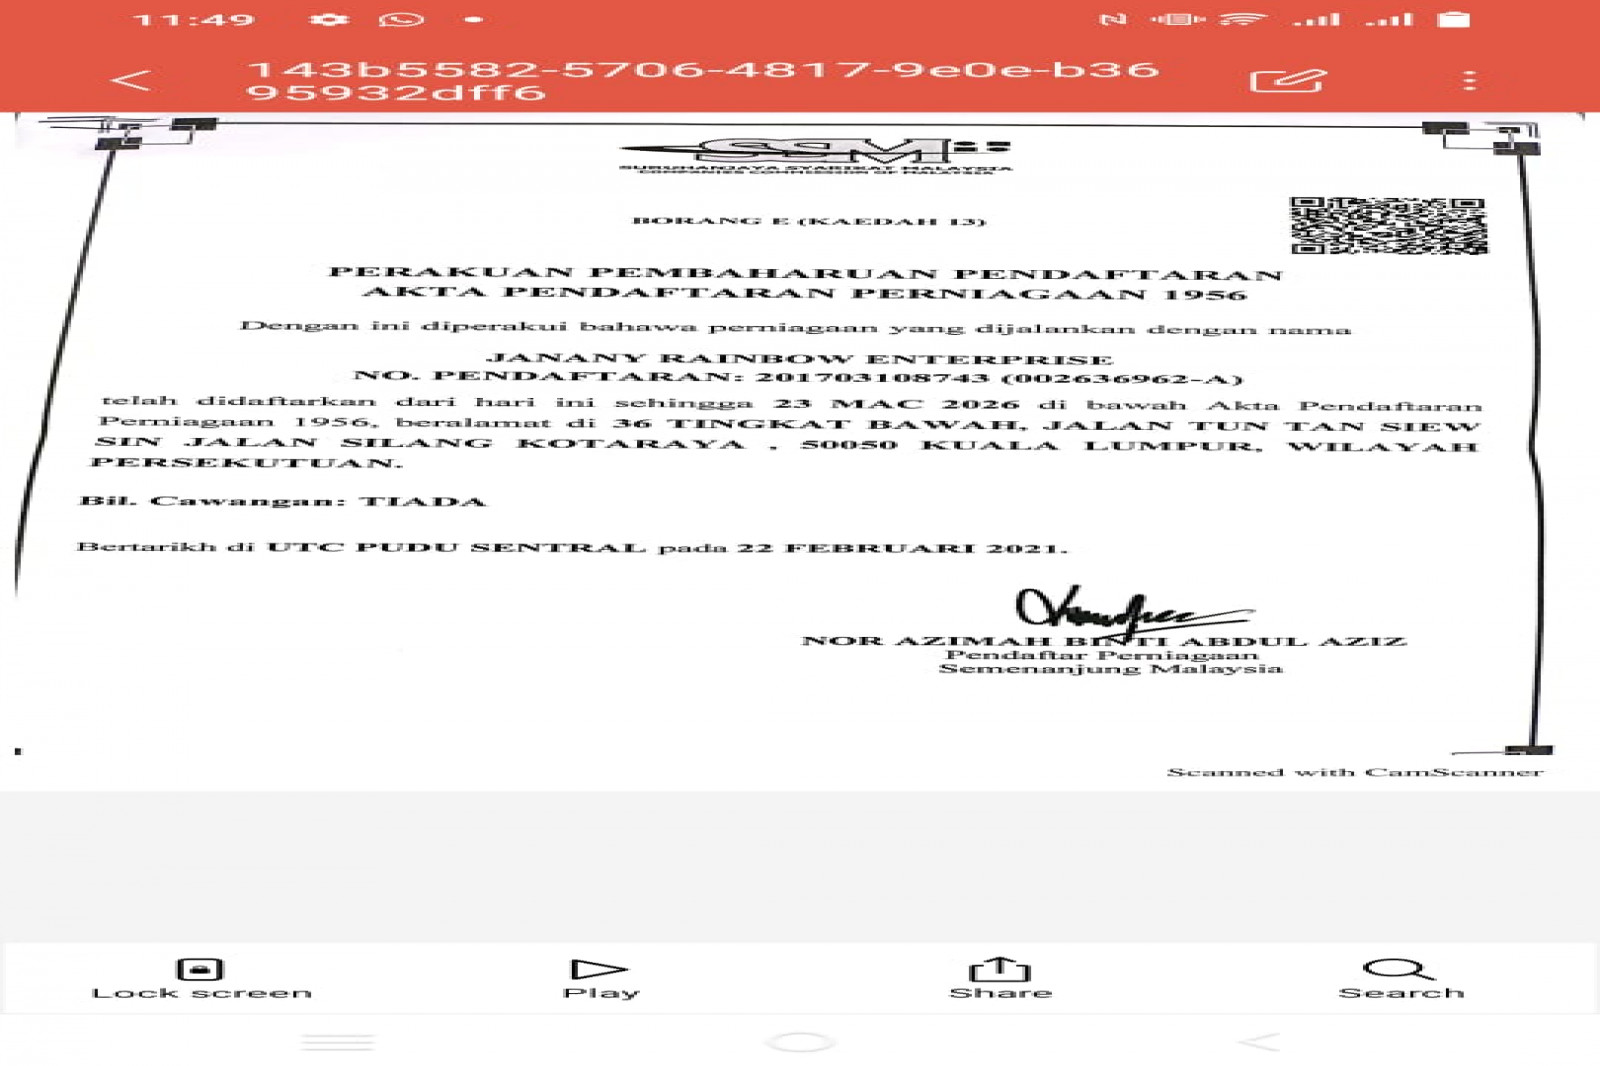 11:49
143b5582-5706-4817-9e0e-b36
95932dff6
SSM
SURUHANJAYA SYARIKAT MALAYSIA
COMPANIES COMMISSION OF MALAYSIA
BORANG E (KAEDAH 13)
PERAKUAN PEMBAHARUAN PENDAFTARAN
AKTA PENDAFTARAN PERNIAGAAN 1956
Dengan ini diperakui bahawa perniagaan yang dijalankan dengan nama
JANANY RAINBOW ENTERPRISE
NO. PENDAFTARAN: 201703108743 (002636962-A)
telah didaftarkan dari hari ini sehingga 23 MAC 2026 di bawah Akta Pendaftaran
Perniagaan 1956, beralamat di 36 TINGKAT BAWAH, JALAN TUN TAN SIEW
SIN JALAN SILANG KOTARAYA , 50050 KUALA LUMPUR, WILAYAH
PERSEKUTUAN.
Bil. Cawangan: TIADA
Bertarikh di UTC PUDU SENTRAL pada 22 FEBRUARI 2021.
NOR AZIMAH BINTI ABDUL AZIZ
Pendaftar Perniagaan
Semenanjung Malaysia
Scanned with CamScanner
Lock screen
Play
Share
Search